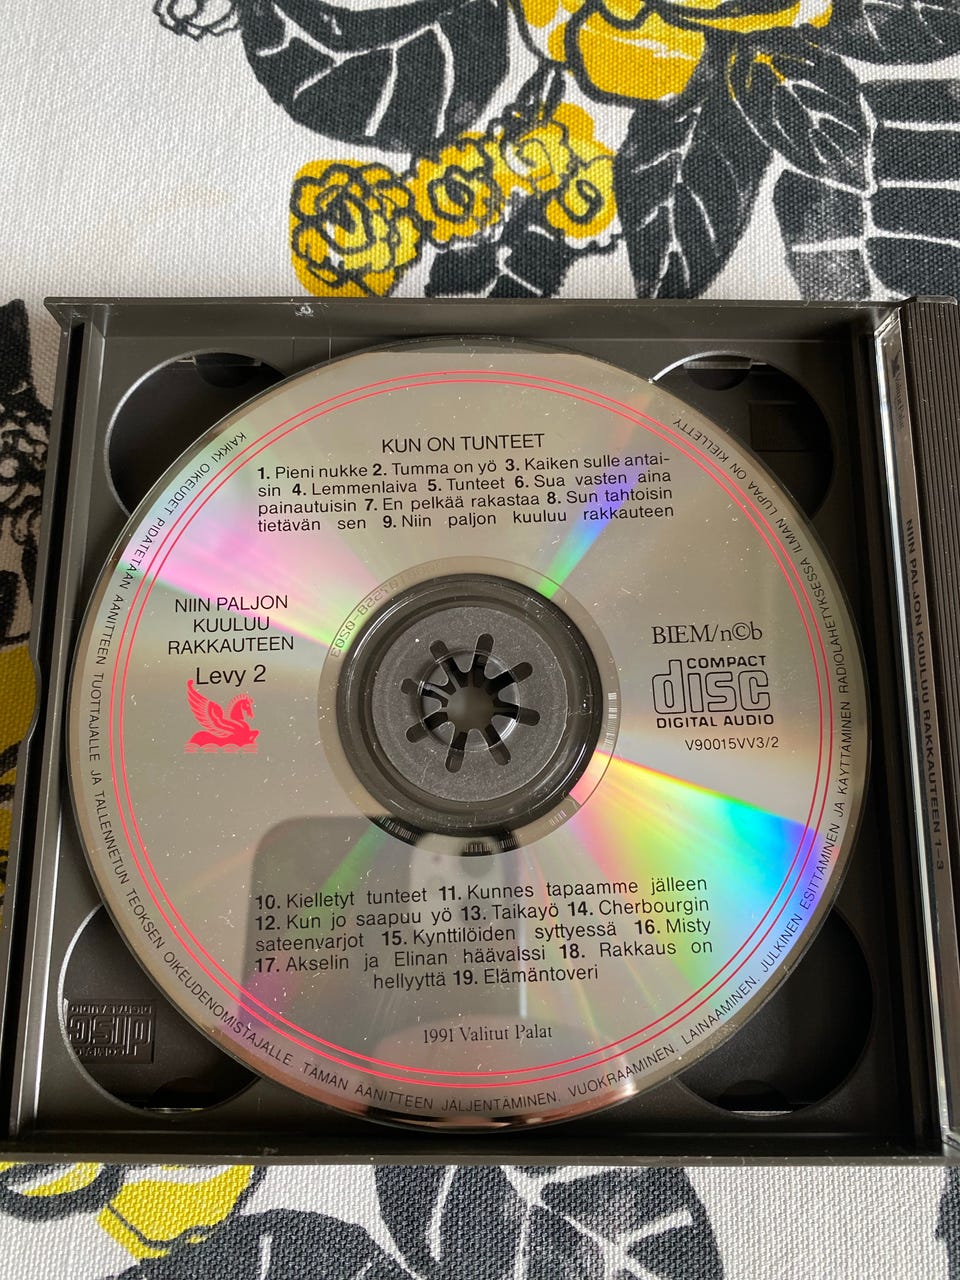 KUN ON TUNTEET
1. Pieni nukke 2. Tumma on yö 3. Kaiken sulle antai-
sin 4. Lemmenlaiva 5. Tunteet 6. Sua vasten aina
painautuisin 7. En pelkää rakastaa 8. Sun tahtoisin
tietävän sen 9. Niin paljon kuuluu rakkauteen
NIIN PALJON
KUULUU
RAKKAUTEEN
Levy 2
BIEM/n©b
COMPACT
disc
DIGITAL AUDIO
V90015VV3/2
10. Kielletyt tunteet 11. Kunnes tapaamme jälleen
12. Kun jo saapuu yö 13. Taikayö 14. Cherbourgin
sateenvarjot 15. Kynttilöiden syttyessä 16. Misty
17. Akselin ja Elinan häävalssi 18. Rakkaus on
hellyyttä 19. Elämäntoveri
1991 Valitut Palat
KAIKKI OIKEUDET PIDÄTETÄÄN ÄÄNITTEEN TUOTTAJALLE JA TALLENNETUN TEOKSEN OIKEUDENOMISTAJALLE. TÄMÄN ÄÄNITTEEN JÄLJENTÄMINEN, VUOKRAAMINEN, LAINAAMINEN, JULKINEN ESITTÄMINEN JA KÄYTTÄMINEN RADIOLÄHETYKSESSÄ ILMAN LUPAA ON KIELLETTY
NIIN PALJON KUULUU RAKKAUTEEN 1–3
COMPACT
disc
DIGITAL AUDIO